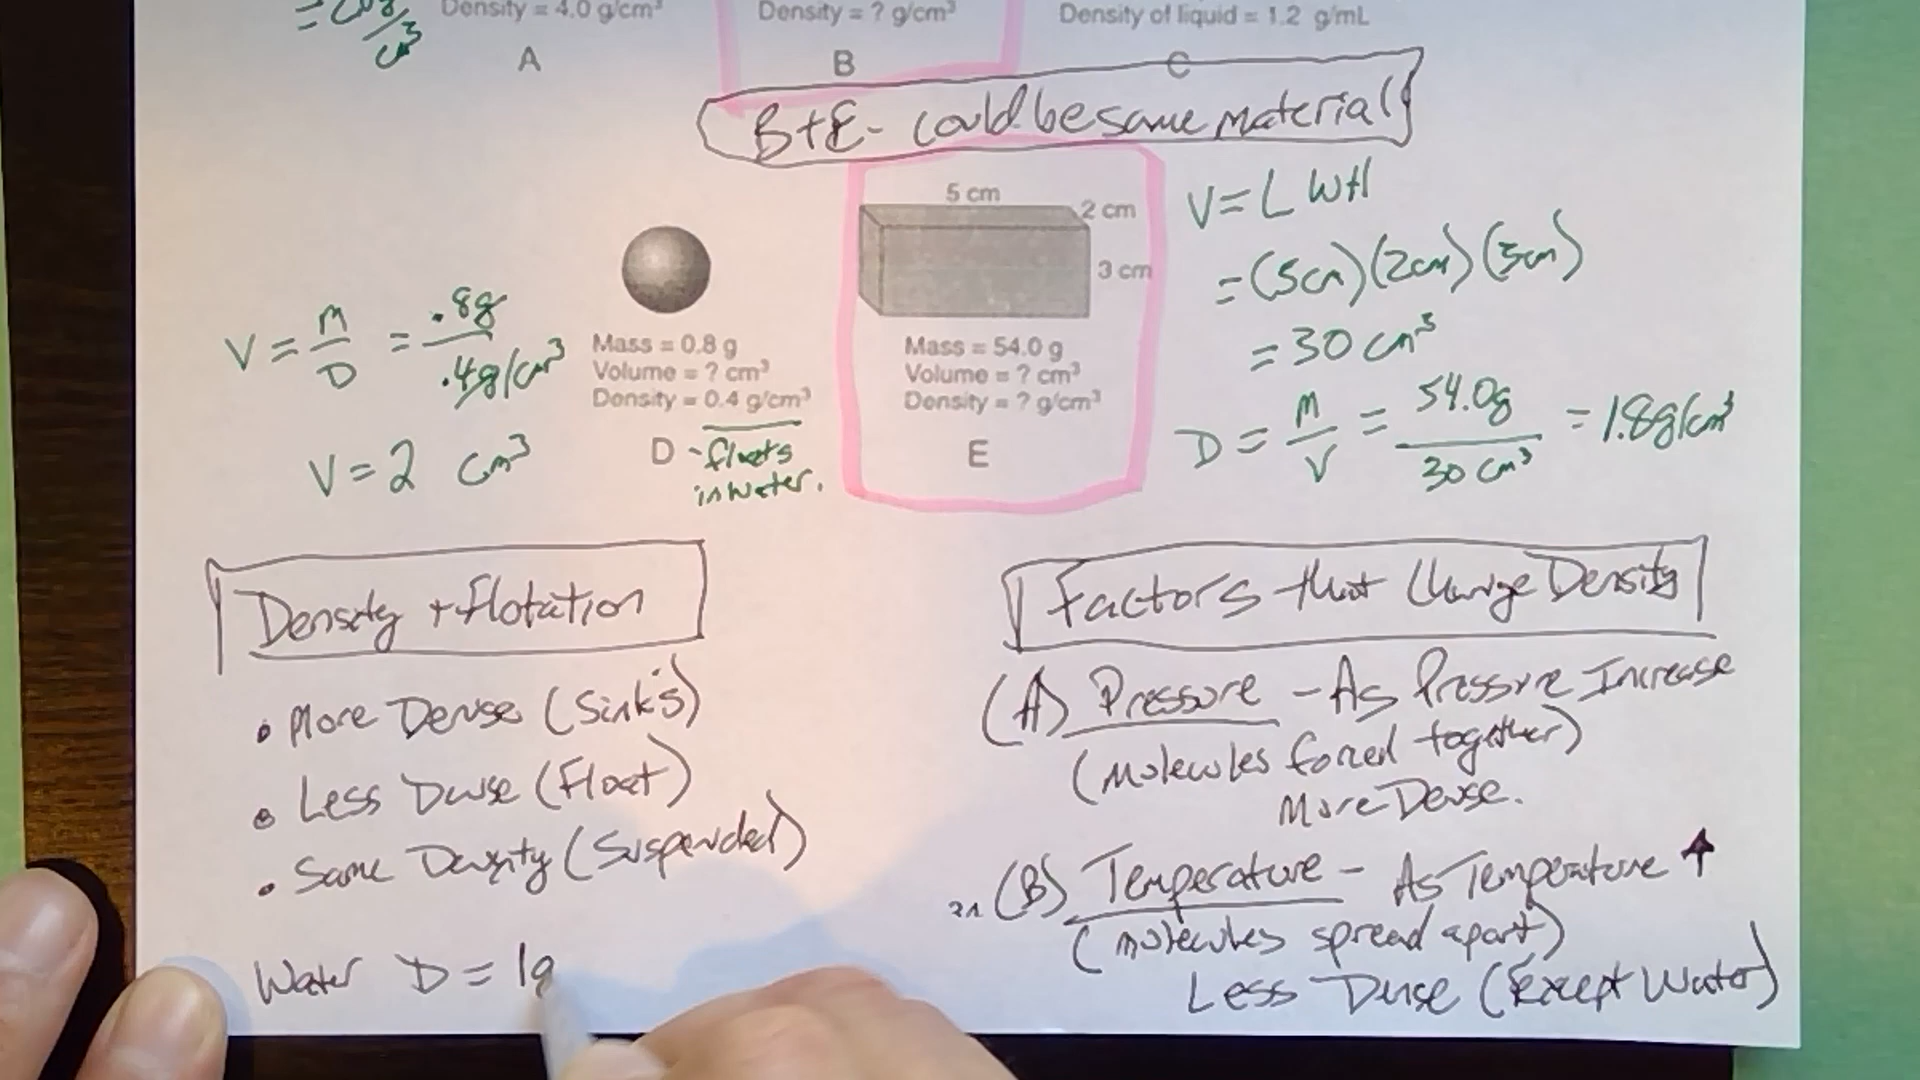 Density = 4.0 g/cm³
Density = ? g/cm³
Density of liquid = 1.2 g/mL
A
B
C
B+E- could be same material
5 cm
2 cm
3 cm
V = L W H
= (5cm)(2cm)(3cm)
= 30 cm³
D = M/V = 54.0g/30 cm³ = 1.8g/cm³
V = M/D = .8g/.4g/cm³
V = 2 cm³
Mass = 0.8 g
Volume = ? cm³
Density = 0.4 g/cm³
D - floats
in water.
Mass = 54.0 g
Volume = ? cm³
Density = ? g/cm³
E
Density + Flotation
• More Dense (Sink's)
• Less Dense (Float)
• Same Density (Suspended)
Water D = 1g
Factors that Change Density
(A) Pressure - As Pressure Increase
(Molecules forced together)
More Dense.
(B) Temperature - As Temperature ↑
(molecules spread apart)
Less Dense (Except Water)